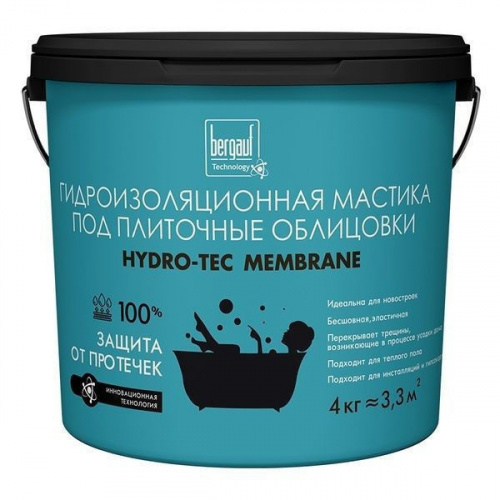 bergauf
Technology
ГИДРОИЗОЛЯЦИОННАЯ МАСТИКА
ПОД ПЛИТОЧНЫЕ ОБЛИЦОВКИ
HYDRO-TEC MEMBRANE
100%
ЗАЩИТА
ОТ ПРОТЕЧЕК
ИННОВАЦИОННАЯ
ТЕХНОЛОГИЯ
Идеальна для новостроек
Бесшовная, эластичная
Перекрывает трещины,
возникающие в процессе усадки
Подходит для теплого пола
Подходит для инсталляций и
4 кг ≈ 3,3 м²